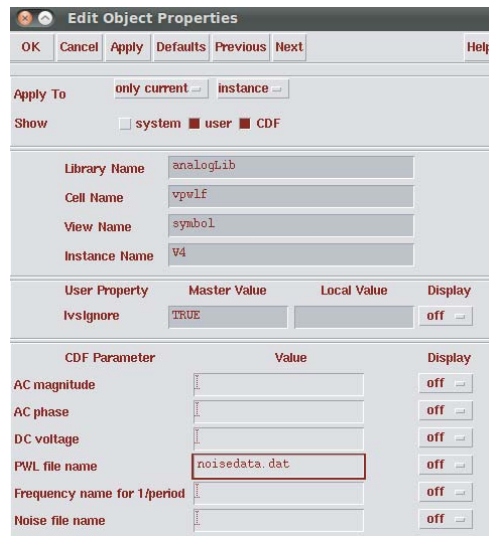 Edit Object Properties
OK Cancel Apply Defaults Previous Next Help
Apply To only current instance
Show system user CDF
Library Name analogLib
Cell Name vpwlf
View Name symbol
Instance Name V4
User Property Master Value Local Value Display
lvsIgnore TRUE off
CDF Parameter Value Display
AC magnitude off
AC phase off
DC voltage off
PWL file name noisedata.dat off
Frequency name for 1/period off
Noise file name off